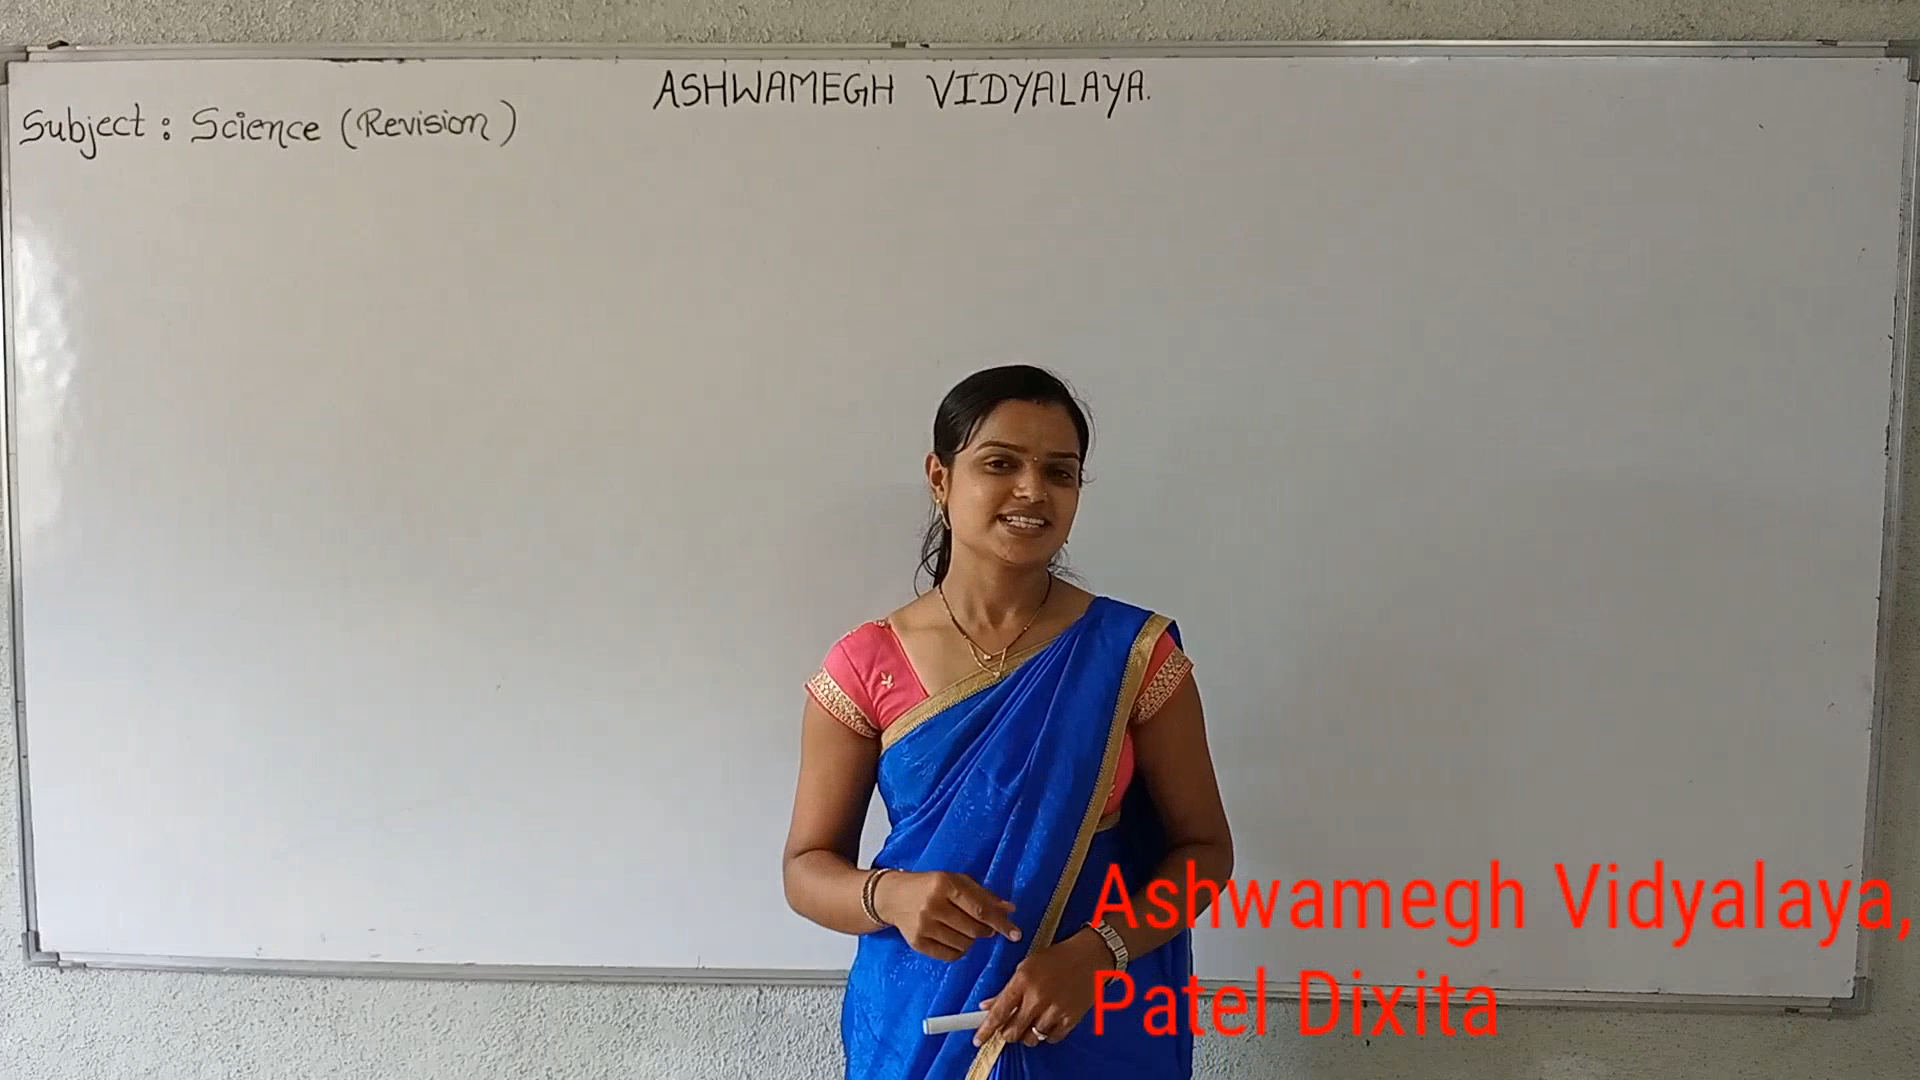 ASHWAMEGH VIDYALAYA.
Subject : Science (Revision)
Ashwamegh Vidyalaya,
Patel Dixita